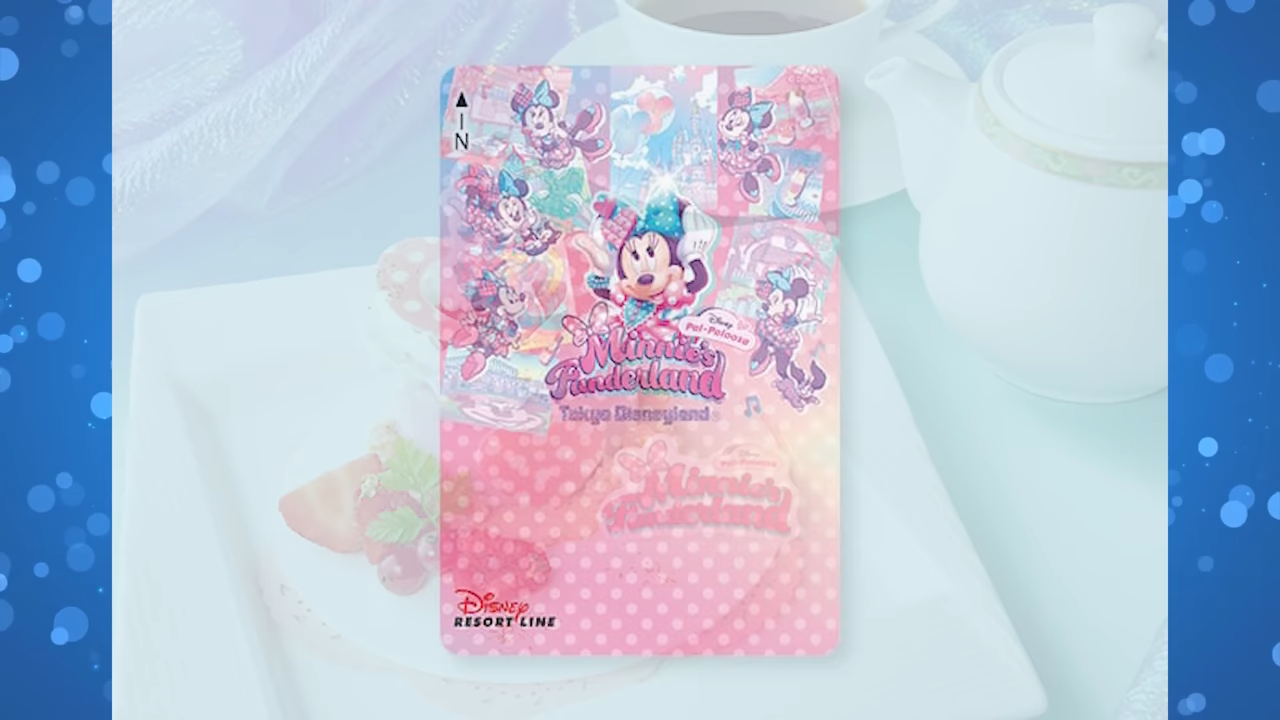 IN
Disney
Pal-Palooza
Minnie's
Funderland
Tokyo Disneyland
Minnie's
Funderland
Disney
RESORT LINE